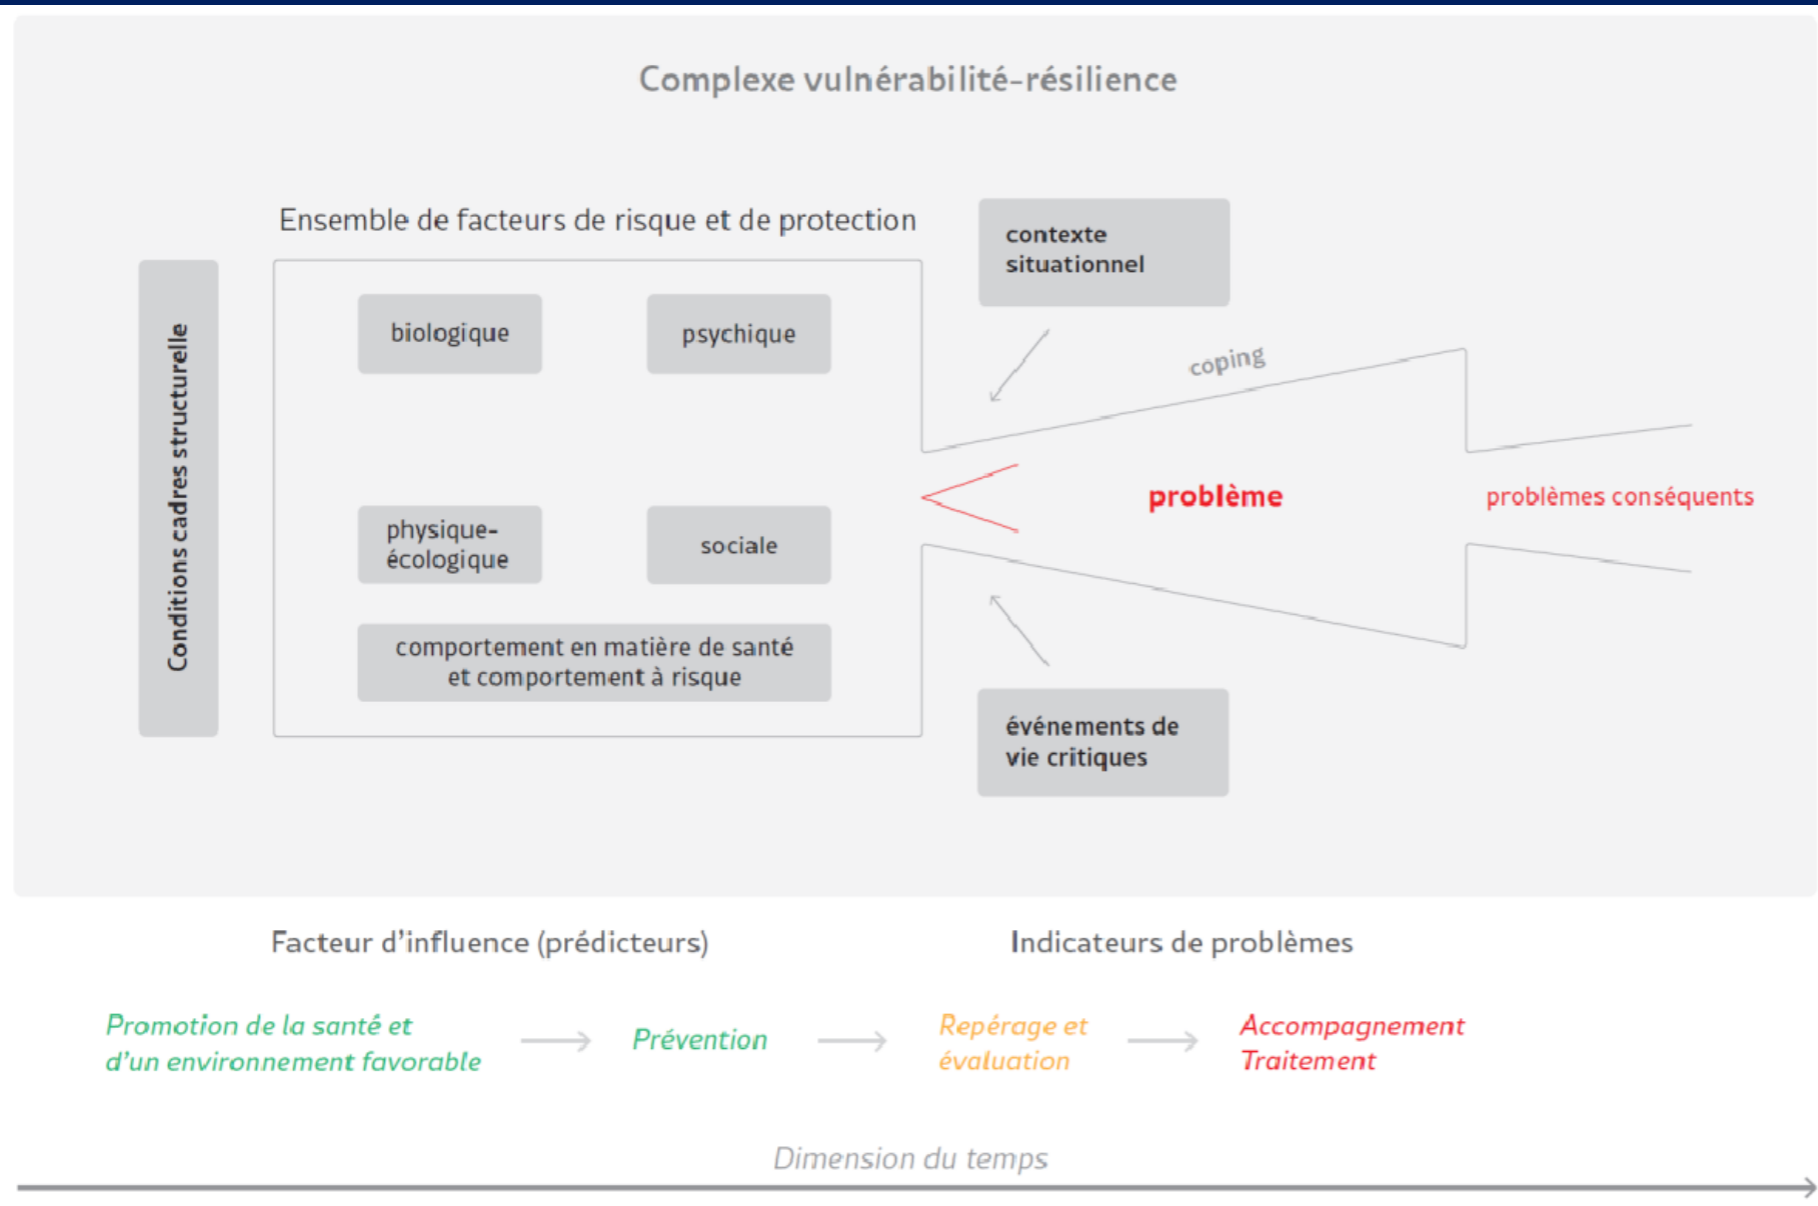 Complexe vulnérabilité-résilience
Ensemble de facteurs de risque et de protection
Conditions cadres structurelle
biologique
psychique
physique-
écologique
sociale
comportement en matière de santé
et comportement à risque
contexte
situationnel
coping
problème
problèmes conséquents
événements de
vie critiques
Facteur d'influence (prédicteurs)
Indicateurs de problèmes
Promotion de la santé et
d'un environnement favorable
Prévention
Repérage et
évaluation
Accompagnement
Traitement
Dimension du temps